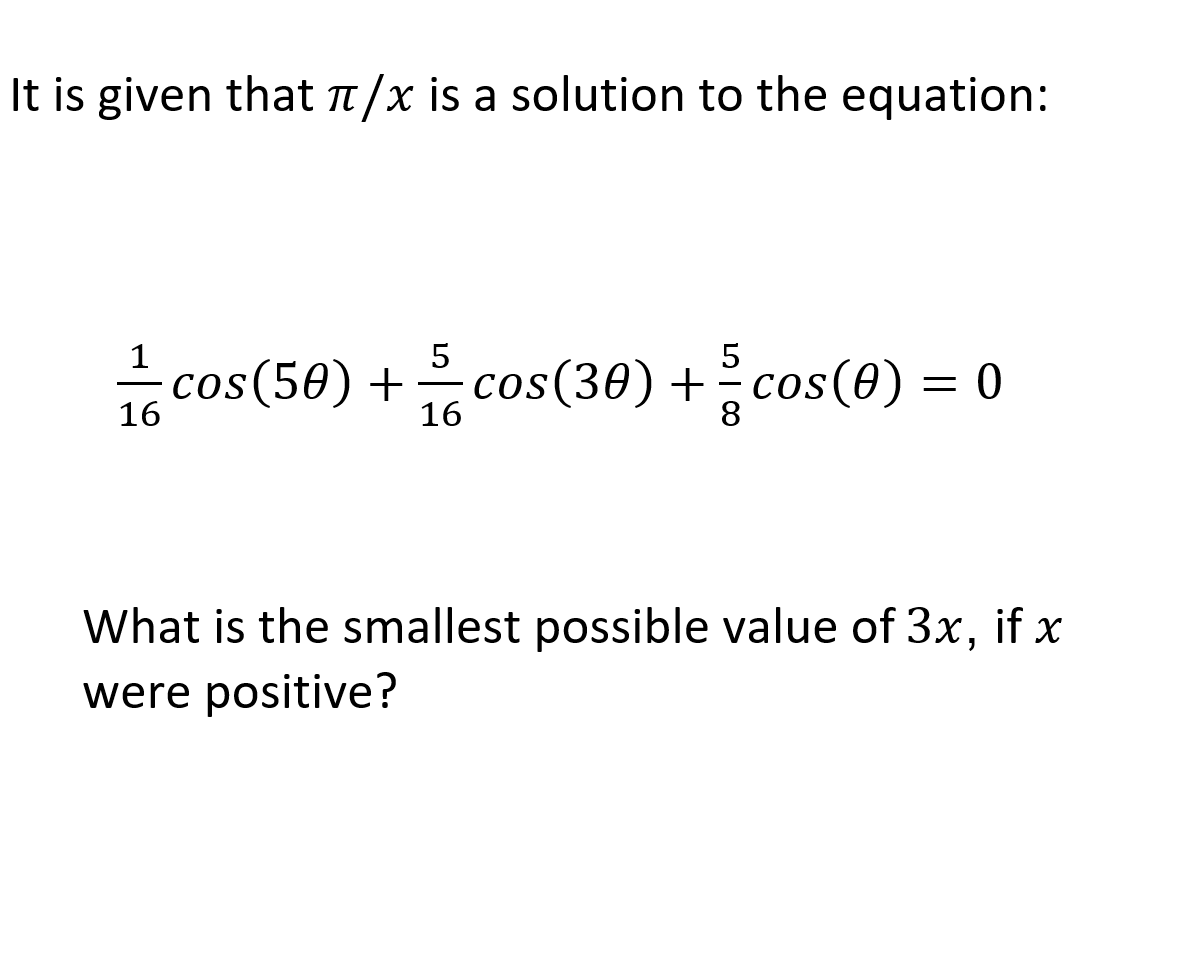 It is given that π/x is a solution to the equation:
1/16 cos(5θ) + 5/16 cos(3θ) + 5/8 cos(θ) = 0
What is the smallest possible value of 3x, if x
were positive?